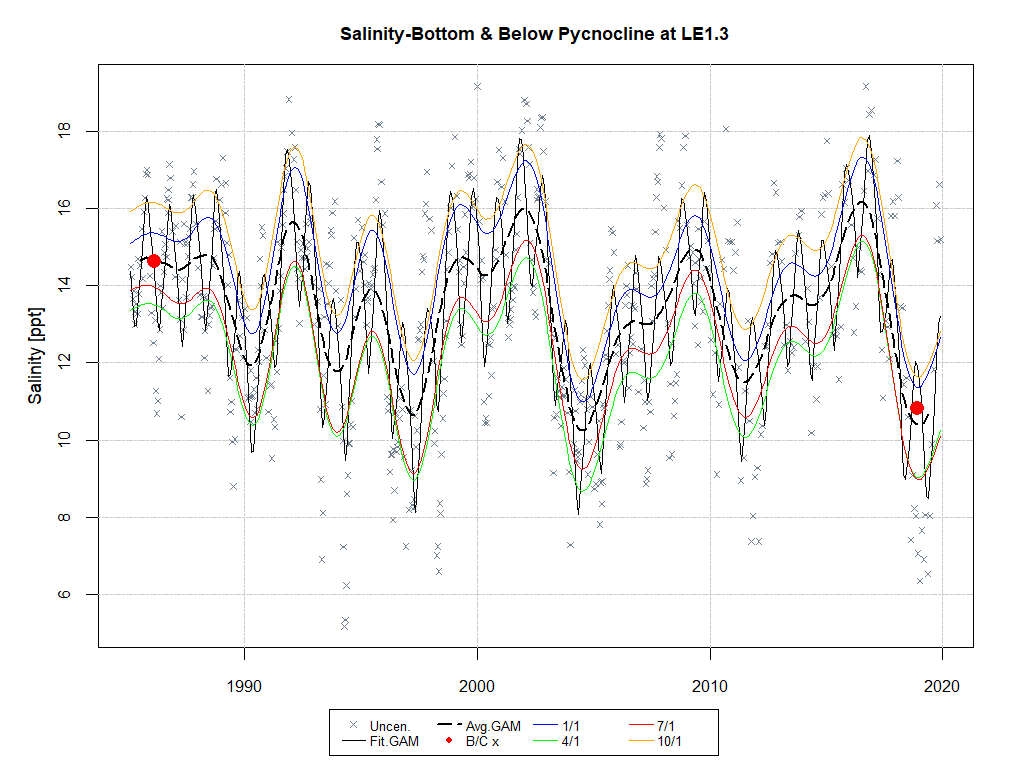 Salinity-Bottom & Below Pycnocline at LE1.3
18
16
14
12
10
8
6
Salinity [ppt]
1990 2000 2010 2020
Uncen. Avg.GAM 1/1 7/1
Fit.GAM B/C x 4/1 10/1